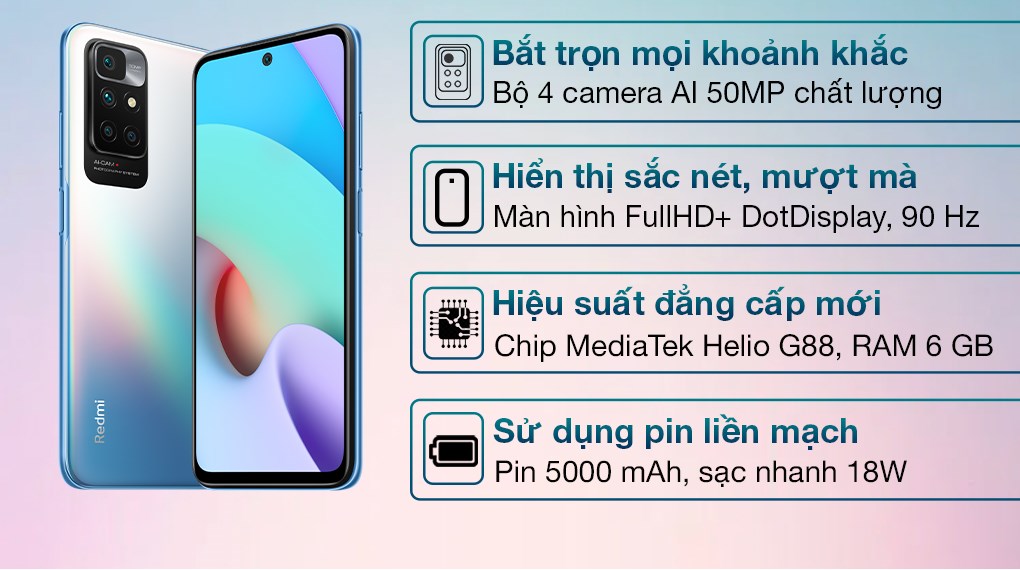 Bắt trọn mọi khoảnh khắc
Bộ 4 camera AI 50MP chất lượng
Hiển thị sắc nét, mượt mà
Màn hình FullHD+ DotDisplay, 90 Hz
Hiệu suất đẳng cấp mới
Chip MediaTek Helio G88, RAM 6 GB
Sử dụng pin liền mạch
Pin 5000 mAh, sạc nhanh 18W
AI-CAM
Redmi